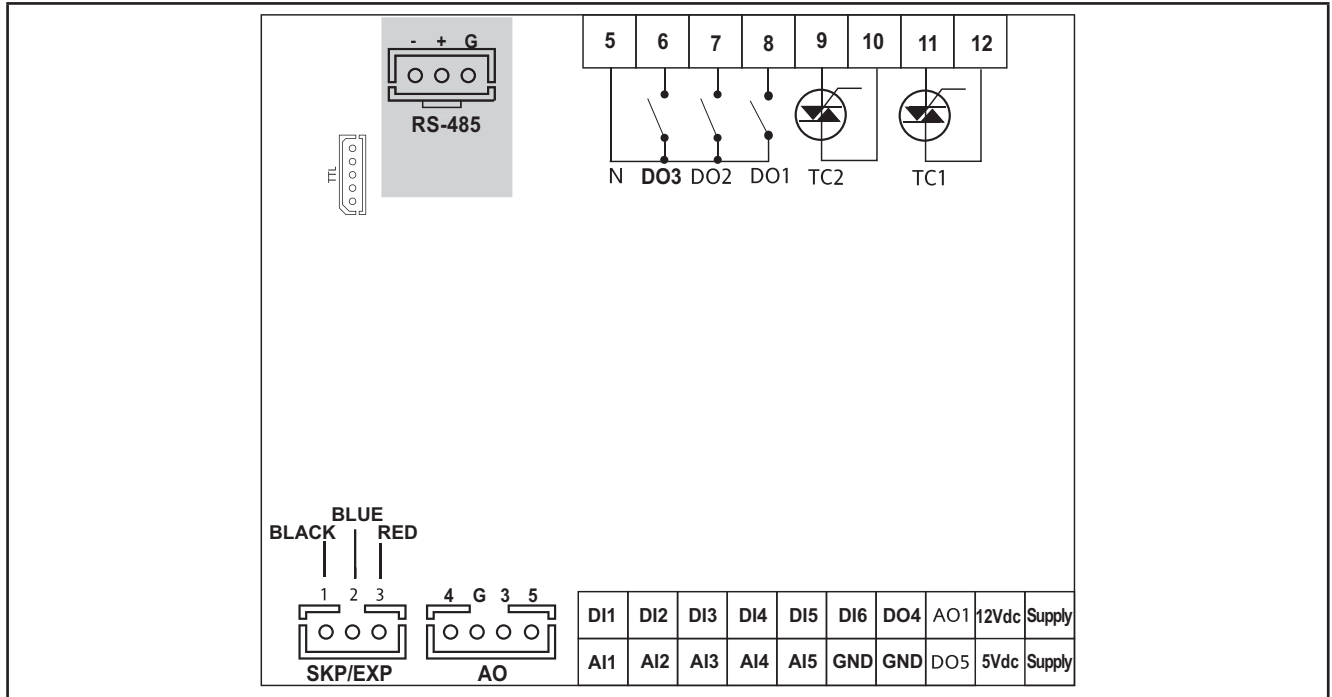 - + G
RS-485
TTL
5 6 7 8 9 10 11 12
N DO3 DO2 DO1 TC2 TC1
BLUE
BLACK RED
1 2 3
SKP/EXP
4 G 3 5
AO
DI1 DI2 DI3 DI4 DI5 DI6 DO4 AO1 12Vdc Supply
AI1 AI2 AI3 AI4 AI5 GND GND DO5 5Vdc Supply